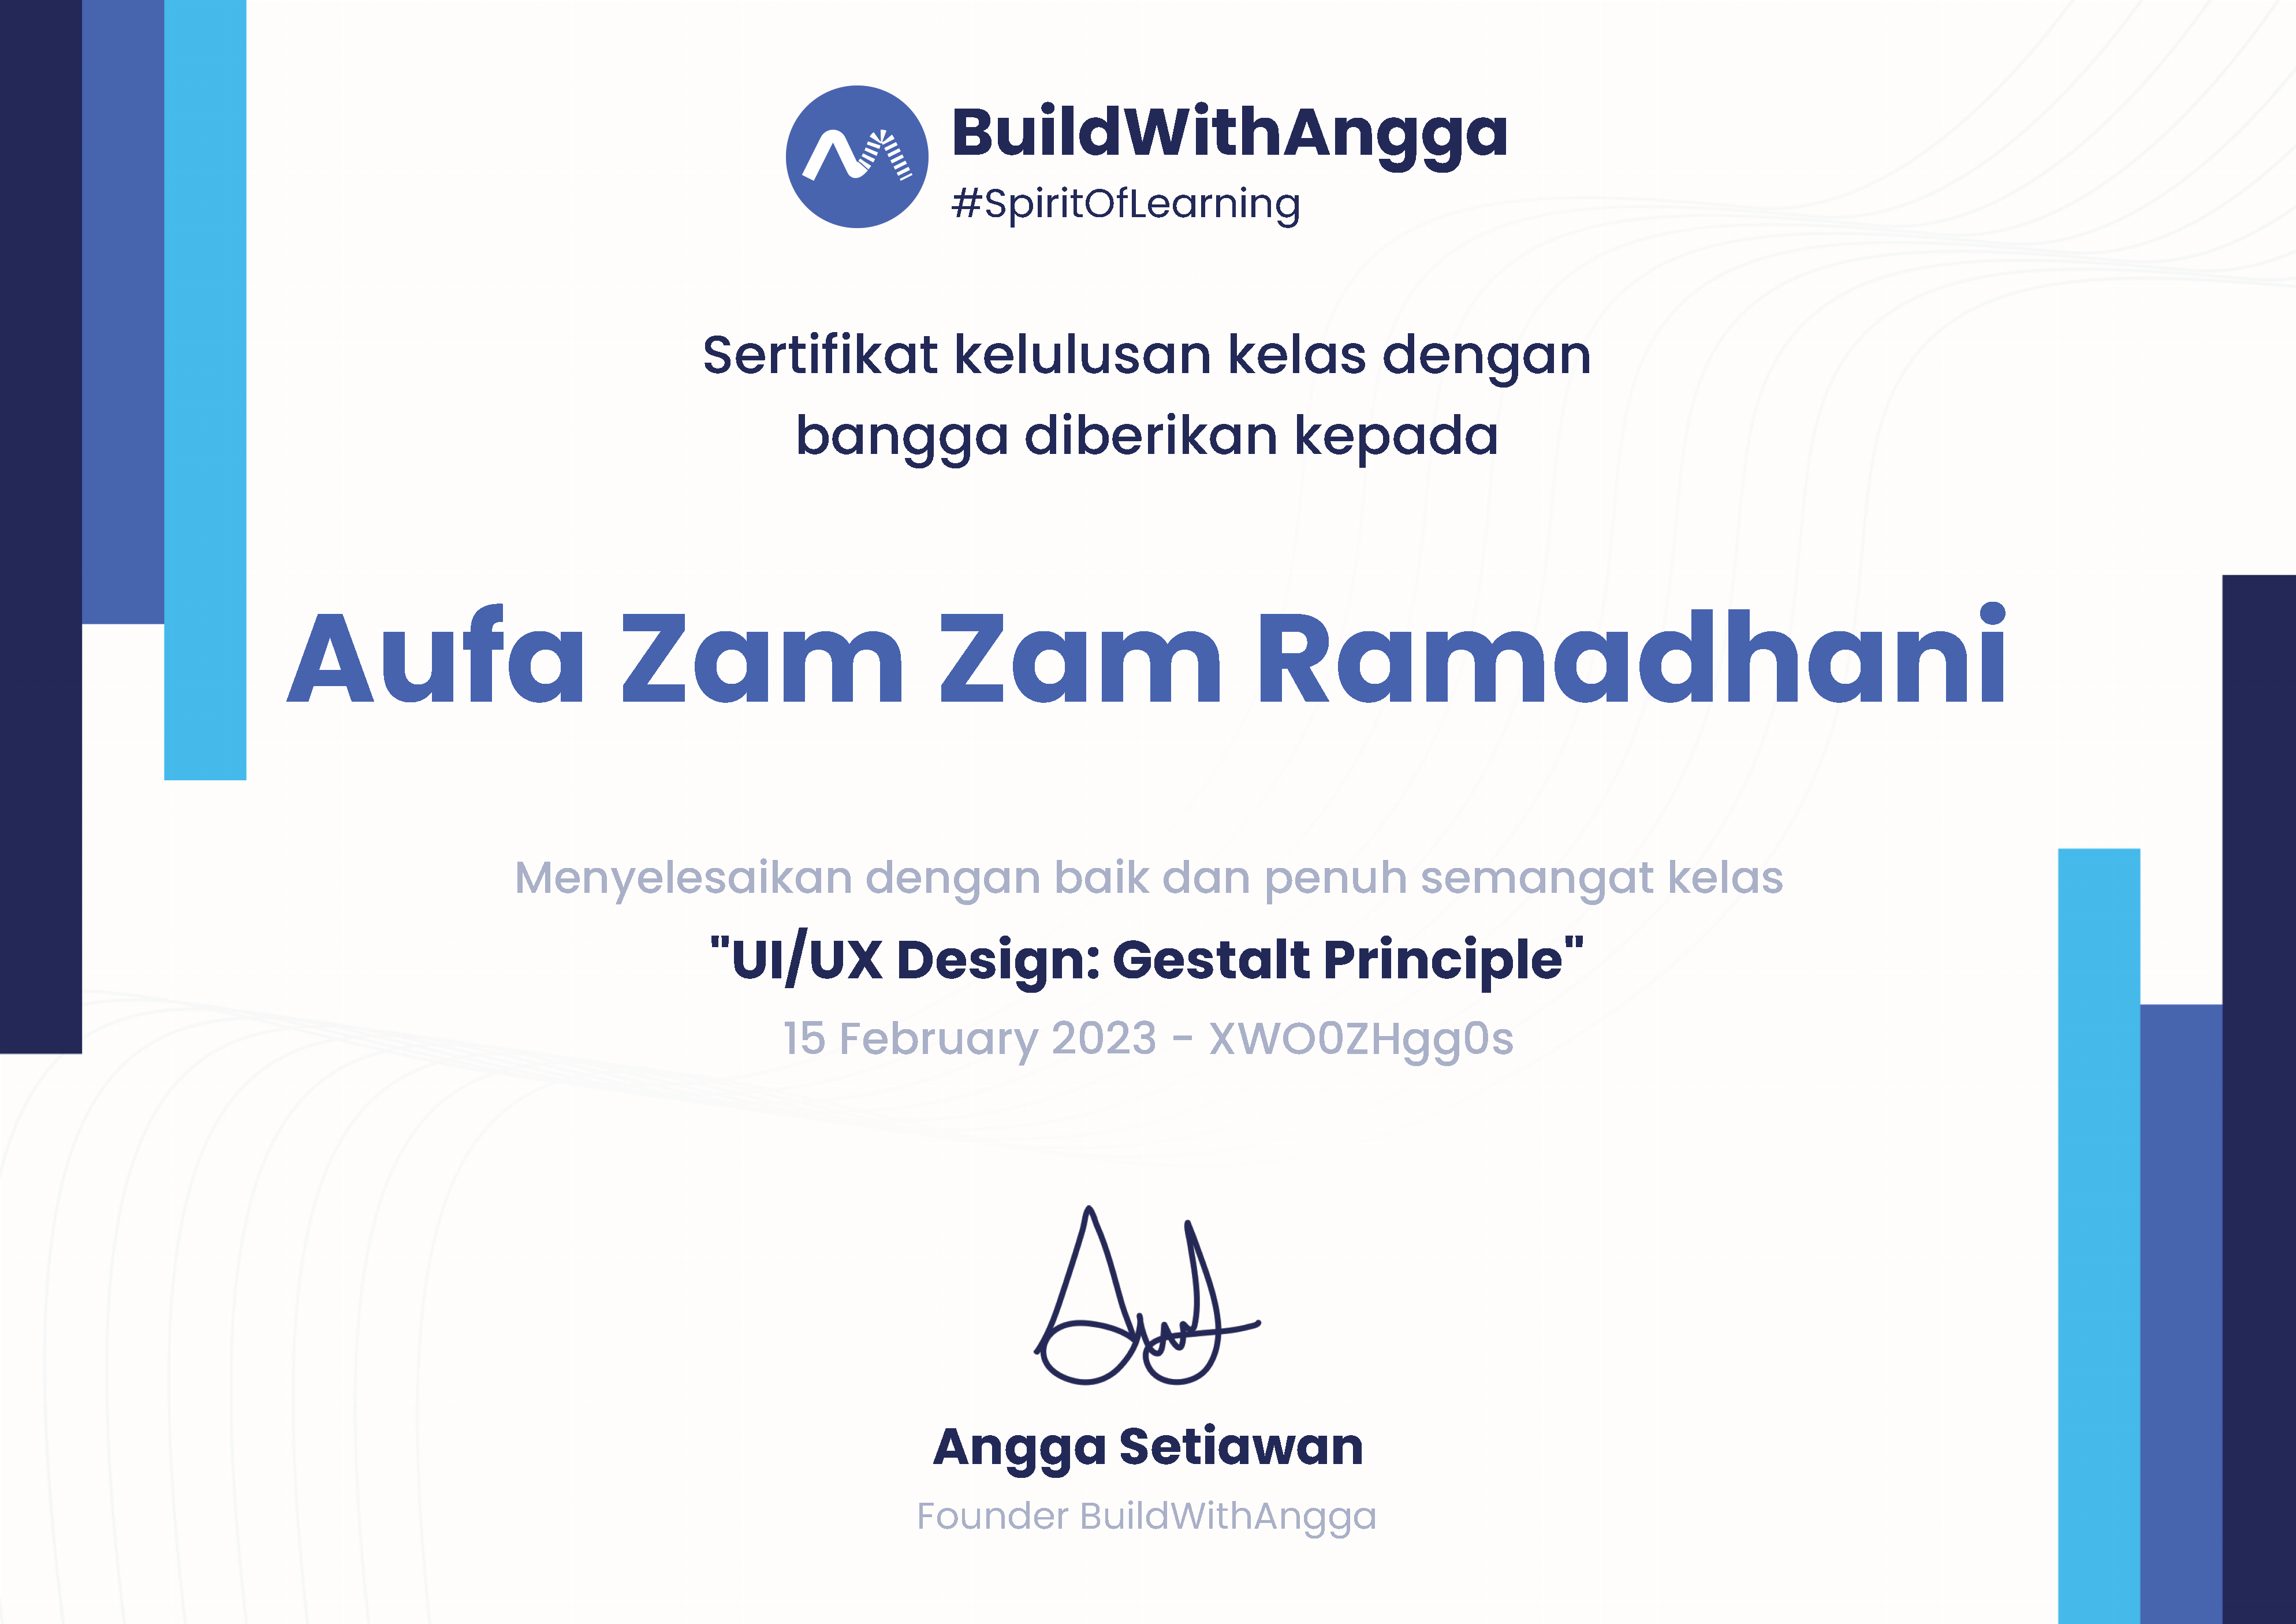 BuildWithAngga
#SpiritOfLearning
Sertifikat kelulusan kelas dengan
bangga diberikan kepada
Aufa Zam Zam Ramadhani
Menyelesaikan dengan baik dan penuh semangat kelas
"UI/UX Design: Gestalt Principle"
15 February 2023 - XWO0ZHgg0s
Angga Setiawan
Founder BuildWithAngga